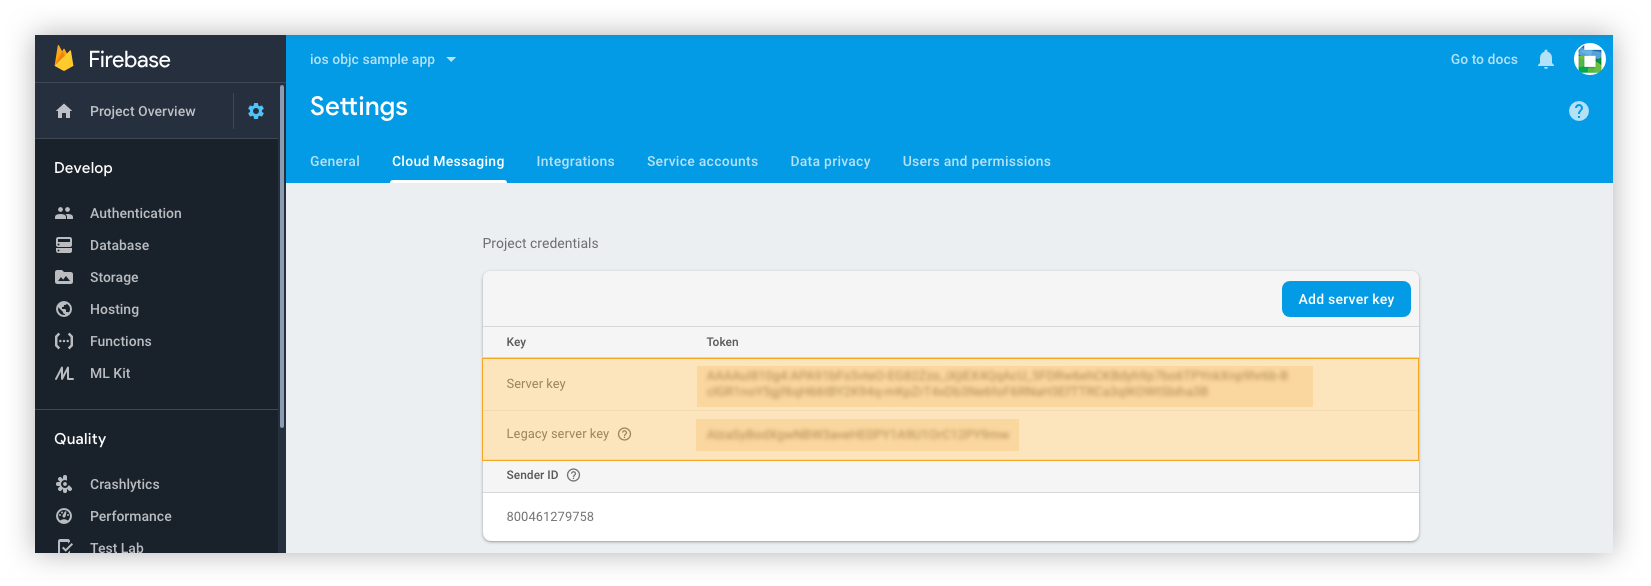 Firebase
ios objc sample app
Go to docs
Project Overview
Settings
General Cloud Messaging Integrations Service accounts Data privacy Users and permissions
Develop
Authentication
Database
Storage
Hosting
Functions
ML Kit
Quality
Crashlytics
Performance
Test Lab
Project credentials
Add server key
Key Token
Server key
Legacy server key
Sender ID
800461279758